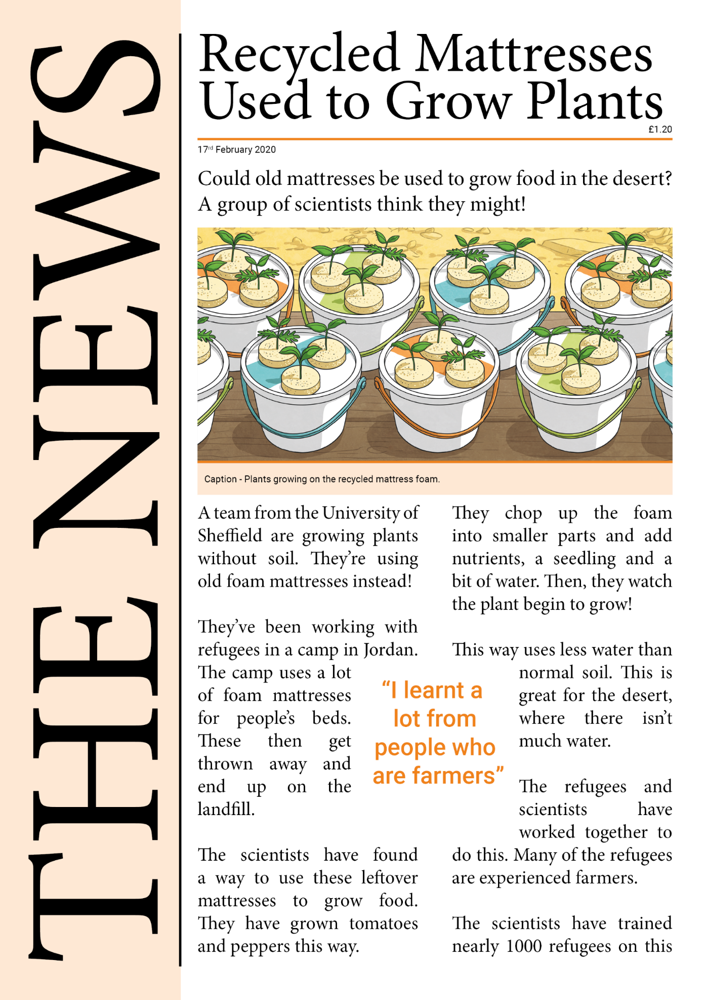 THE NEWS
Recycled Mattresses
Used to Grow Plants
£1.20
17rd February 2020
Could old mattresses be used to grow food in the desert?
A group of scientists think they might!
Caption - Plants growing on the recycled mattress foam.
A team from the University of
Sheffield are growing plants
without soil. They’re using
old foam mattresses instead!
They’ve been working with
refugees in a camp in Jordan.
The camp uses a lot
of foam mattresses
for people’s beds.
These then get
thrown away and
end up on the
landfill.
The scientists have found
a way to use these leftover
mattresses to grow food.
They have grown tomatoes
and peppers this way.
“I learnt a
lot from
people who
are farmers”
They chop up the foam
into smaller parts and add
nutrients, a seedling and a
bit of water. Then, they watch
the plant begin to grow!
This way uses less water than
normal soil. This is
great for the desert,
where there isn’t
much water.
The refugees and
scientists have
worked together to
do this. Many of the refugees
are experienced farmers.
The scientists have trained
nearly 1000 refugees on this